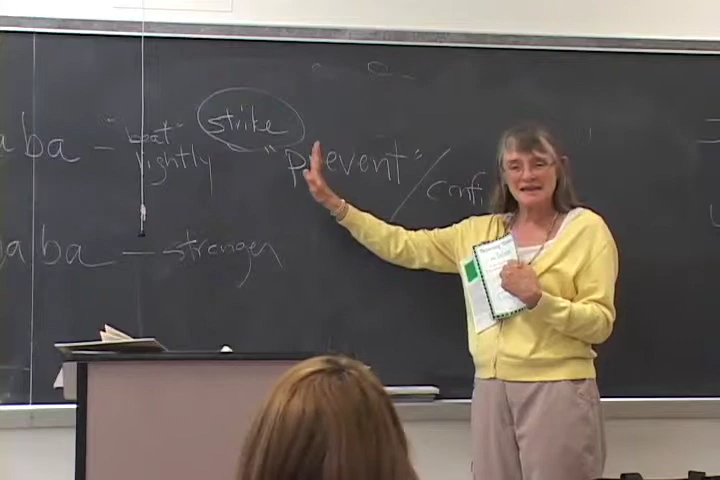 aba - "beat" lightly strike "prevent" / conf
aba - stronger